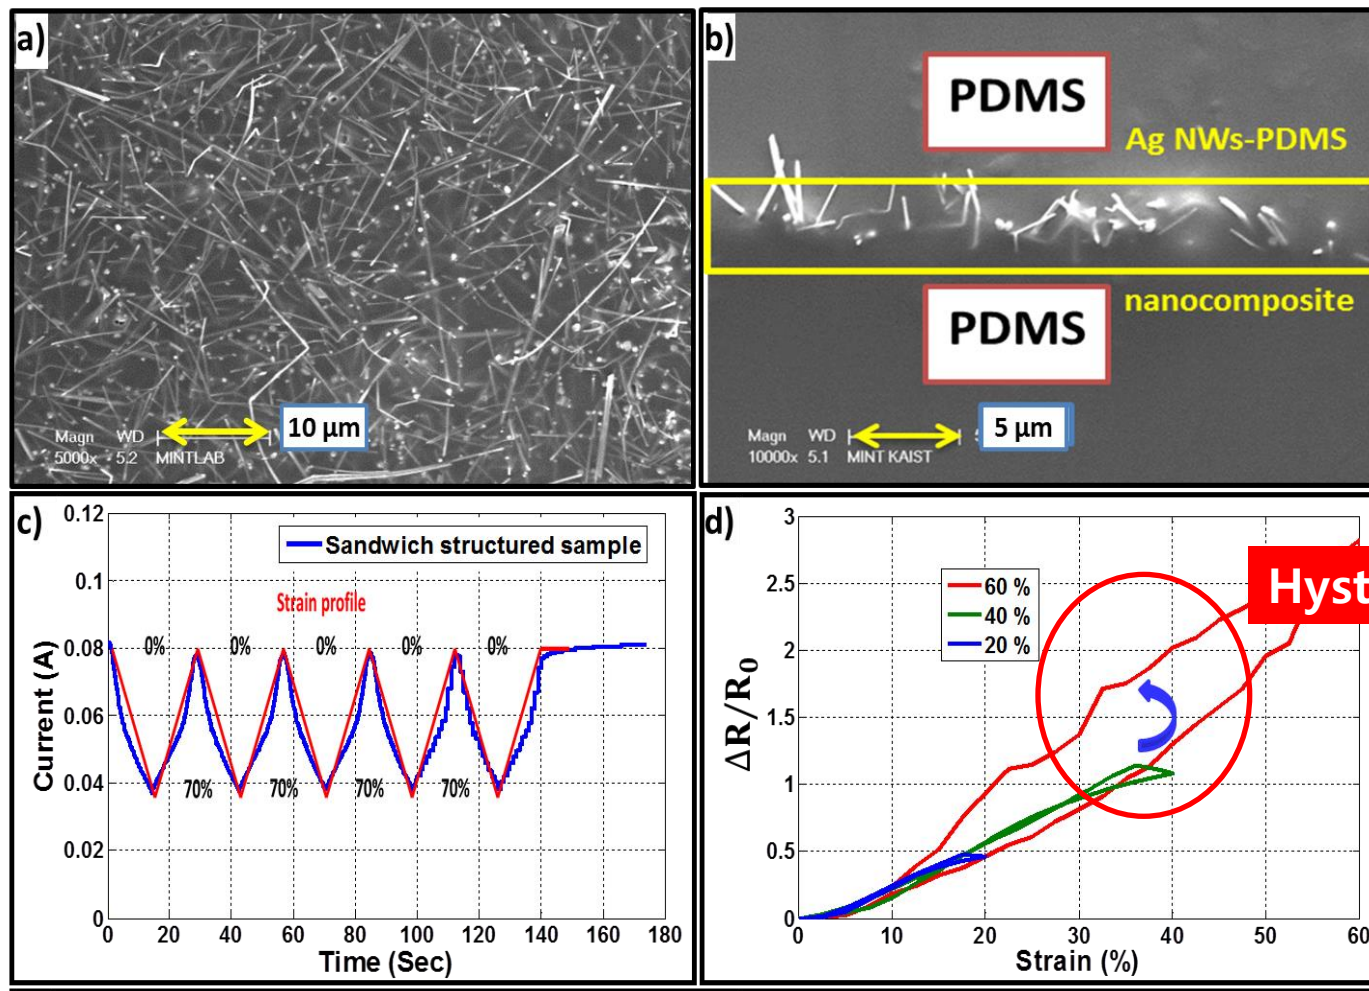 a)
10 µm
Magn WD
5000x 5.2 MINTLAB
b)
PDMS
Ag NWs-PDMS
nanocomposite
PDMS
5 µm
Magn WD
10000x 5.1 MINT KAIST
c)
0.12
0.1
0.08
0.06
0.04
0.02
0
Current (A)
Sandwich structured sample
Strain profile
0% 0% 0% 0% 0%
70% 70% 70% 70%
0 20 40 60 80 100 120 140 160 180
Time (Sec)
d)
3
2.5
2
1.5
1
0.5
0
ΔR/R0
60 %
40 %
20 %
Hyst
0 10 20 30 40 50 60
Strain (%)